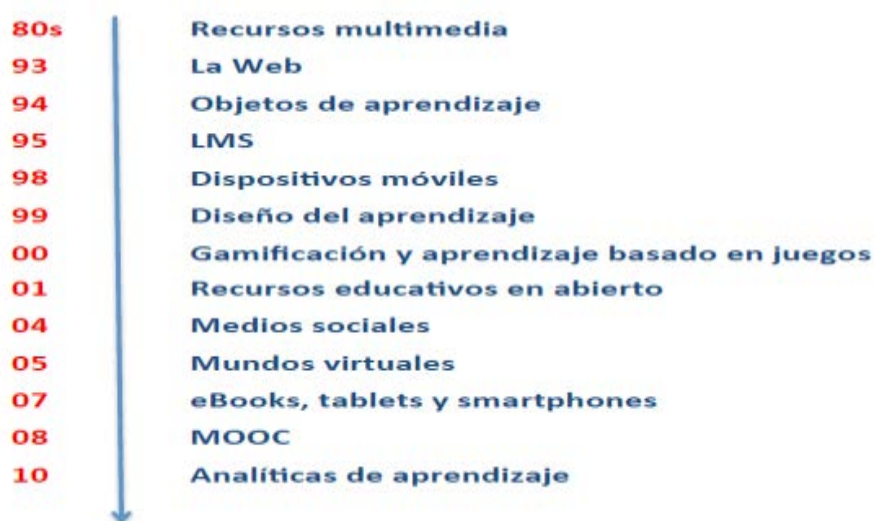 80s Recursos multimedia
93 La Web
94 Objetos de aprendizaje
95 LMS
98 Dispositivos móviles
99 Diseño del aprendizaje
00 Gamificación y aprendizaje basado en juegos
01 Recursos educativos en abierto
04 Medios sociales
05 Mundos virtuales
07 eBooks, tablets y smartphones
08 MOOC
10 Analíticas de aprendizaje